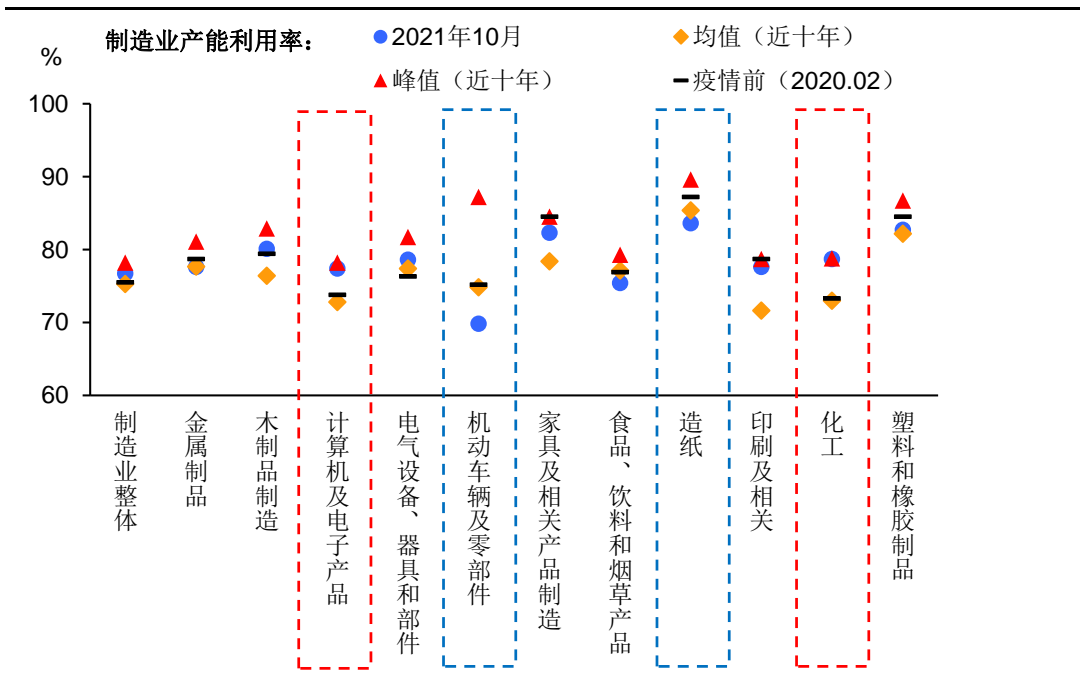 制造业产能利用率：
2021年10月
均值（近十年）
峰值（近十年）
疫情前（2020.02）
%
100
90
80
70
60
制造业整体
金属制品
木制品制造
计算机及电子产品
电气设备、器具和部件
机动车辆及零部件
家具及相关产品制造
食品、饮料和烟草产品
造纸
印刷及相关
化工
塑料和橡胶制品